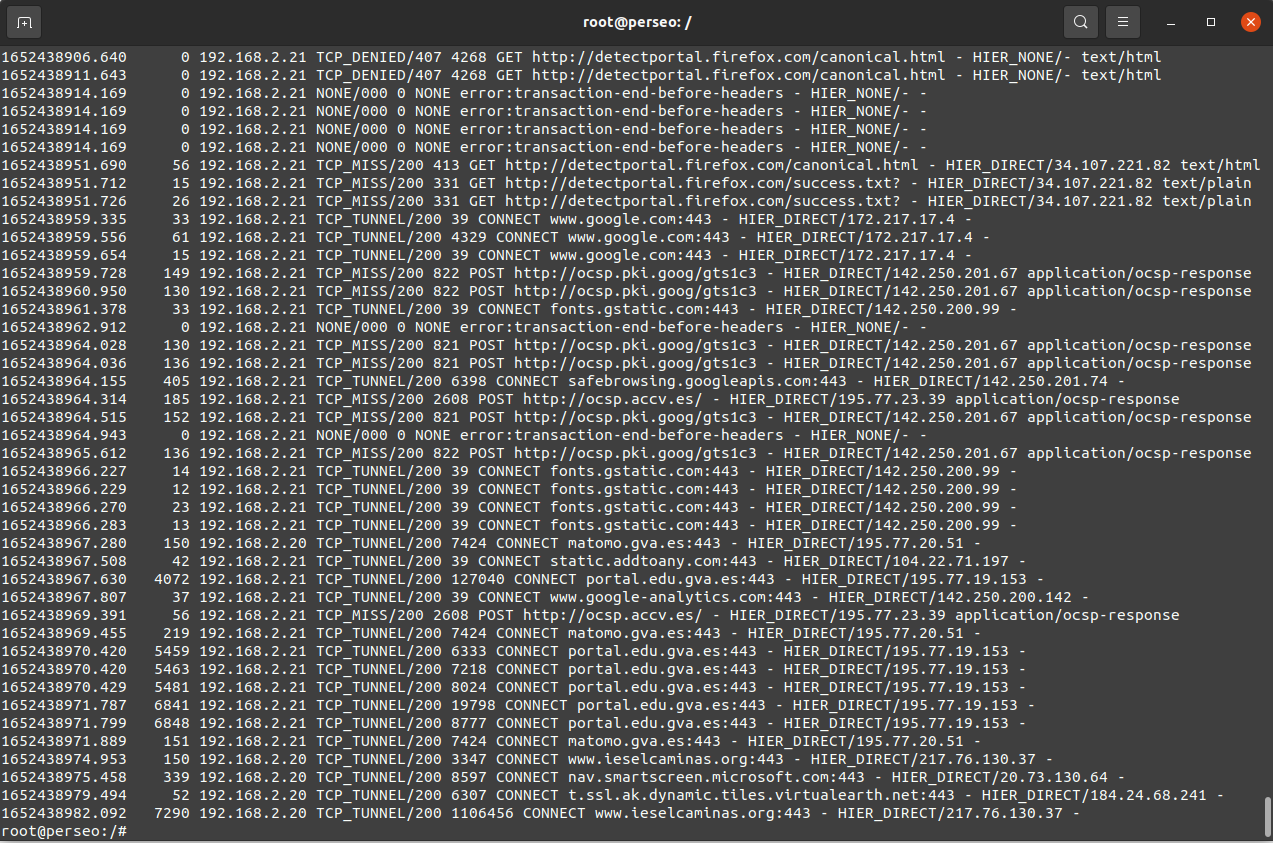 root@perseo: /
1652438906.640      0 192.168.2.21 TCP_DENIED/407 4268 GET http://detectportal.firefox.com/canonical.html - HIER_NONE/- text/html
1652438911.643      0 192.168.2.21 TCP_DENIED/407 4268 GET http://detectportal.firefox.com/canonical.html - HIER_NONE/- text/html
1652438914.169      0 192.168.2.21 NONE/000 0 NONE error:transaction-end-before-headers - HIER_NONE/- -
1652438914.169      0 192.168.2.21 NONE/000 0 NONE error:transaction-end-before-headers - HIER_NONE/- -
1652438914.169      0 192.168.2.21 NONE/000 0 NONE error:transaction-end-before-headers - HIER_NONE/- -
1652438914.169      0 192.168.2.21 NONE/000 0 NONE error:transaction-end-before-headers - HIER_NONE/- -
1652438951.690     56 192.168.2.21 TCP_MISS/200 413 GET http://detectportal.firefox.com/canonical.html - HIER_DIRECT/34.107.221.82 text/html
1652438951.712     15 192.168.2.21 TCP_MISS/200 331 GET http://detectportal.firefox.com/success.txt? - HIER_DIRECT/34.107.221.82 text/plain
1652438951.726     26 192.168.2.21 TCP_MISS/200 331 GET http://detectportal.firefox.com/success.txt? - HIER_DIRECT/34.107.221.82 text/plain
1652438959.335     33 192.168.2.21 TCP_TUNNEL/200 39 CONNECT www.google.com:443 - HIER_DIRECT/172.217.17.4 -
1652438959.556     61 192.168.2.21 TCP_TUNNEL/200 4329 CONNECT www.google.com:443 - HIER_DIRECT/172.217.17.4 -
1652438959.654     15 192.168.2.21 TCP_TUNNEL/200 39 CONNECT www.google.com:443 - HIER_DIRECT/172.217.17.4 -
1652438959.728    149 192.168.2.21 TCP_MISS/200 822 POST http://ocsp.pki.goog/gts1c3 - HIER_DIRECT/142.250.201.67 application/ocsp-response
1652438960.950    130 192.168.2.21 TCP_MISS/200 822 POST http://ocsp.pki.goog/gts1c3 - HIER_DIRECT/142.250.201.67 application/ocsp-response
1652438961.378     33 192.168.2.21 TCP_TUNNEL/200 39 CONNECT fonts.gstatic.com:443 - HIER_DIRECT/142.250.200.99 -
1652438962.912      0 192.168.2.21 NONE/000 0 NONE error:transaction-end-before-headers - HIER_NONE/- -
1652438964.028    130 192.168.2.21 TCP_MISS/200 821 POST http://ocsp.pki.goog/gts1c3 - HIER_DIRECT/142.250.201.67 application/ocsp-response
1652438964.036    136 192.168.2.21 TCP_MISS/200 821 POST http://ocsp.pki.goog/gts1c3 - HIER_DIRECT/142.250.201.67 application/ocsp-response
1652438964.155    405 192.168.2.21 TCP_TUNNEL/200 6398 CONNECT safebrowsing.googleapis.com:443 - HIER_DIRECT/142.250.201.74 -
1652438964.314    185 192.168.2.21 TCP_MISS/200 2608 POST http://ocsp.accv.es/ - HIER_DIRECT/195.77.23.39 application/ocsp-response
1652438964.515    152 192.168.2.21 TCP_MISS/200 821 POST http://ocsp.pki.goog/gts1c3 - HIER_DIRECT/142.250.201.67 application/ocsp-response
1652438964.943      0 192.168.2.21 NONE/000 0 NONE error:transaction-end-before-headers - HIER_NONE/- -
1652438965.612    136 192.168.2.21 TCP_MISS/200 822 POST http://ocsp.pki.goog/gts1c3 - HIER_DIRECT/142.250.201.67 application/ocsp-response
1652438966.227     14 192.168.2.21 TCP_TUNNEL/200 39 CONNECT fonts.gstatic.com:443 - HIER_DIRECT/142.250.200.99 -
1652438966.229     12 192.168.2.21 TCP_TUNNEL/200 39 CONNECT fonts.gstatic.com:443 - HIER_DIRECT/142.250.200.99 -
1652438966.270     23 192.168.2.21 TCP_TUNNEL/200 39 CONNECT fonts.gstatic.com:443 - HIER_DIRECT/142.250.200.99 -
1652438966.283     13 192.168.2.21 TCP_TUNNEL/200 39 CONNECT fonts.gstatic.com:443 - HIER_DIRECT/142.250.200.99 -
1652438967.280    150 192.168.2.20 TCP_TUNNEL/200 7424 CONNECT matomo.gva.es:443 - HIER_DIRECT/195.77.20.51 -
1652438967.508     42 192.168.2.21 TCP_TUNNEL/200 39 CONNECT static.addtoany.com:443 - HIER_DIRECT/104.22.71.197 -
1652438967.630   4072 192.168.2.20 TCP_TUNNEL/200 127040 CONNECT portal.edu.gva.es:443 - HIER_DIRECT/195.77.19.153 -
1652438967.807     37 192.168.2.21 TCP_TUNNEL/200 39 CONNECT www.google-analytics.com:443 - HIER_DIRECT/142.250.200.142 -
1652438969.391     56 192.168.2.21 TCP_MISS/200 2608 POST http://ocsp.accv.es/ - HIER_DIRECT/195.77.23.39 application/ocsp-response
1652438969.455    219 192.168.2.21 TCP_TUNNEL/200 7424 CONNECT matomo.gva.es:443 - HIER_DIRECT/195.77.20.51 -
1652438970.420   5459 192.168.2.21 TCP_TUNNEL/200 6333 CONNECT portal.edu.gva.es:443 - HIER_DIRECT/195.77.19.153 -
1652438970.420   5463 192.168.2.21 TCP_TUNNEL/200 7218 CONNECT portal.edu.gva.es:443 - HIER_DIRECT/195.77.19.153 -
1652438970.429   5481 192.168.2.21 TCP_TUNNEL/200 8024 CONNECT portal.edu.gva.es:443 - HIER_DIRECT/195.77.19.153 -
1652438971.787   6841 192.168.2.21 TCP_TUNNEL/200 19798 CONNECT portal.edu.gva.es:443 - HIER_DIRECT/195.77.19.153 -
1652438971.799   6848 192.168.2.21 TCP_TUNNEL/200 8777 CONNECT portal.edu.gva.es:443 - HIER_DIRECT/195.77.19.153 -
1652438971.889    151 192.168.2.21 TCP_TUNNEL/200 7424 CONNECT matomo.gva.es:443 - HIER_DIRECT/195.77.20.51 -
1652438974.953    150 192.168.2.20 TCP_TUNNEL/200 3347 CONNECT www.ieselcaminas.org:443 - HIER_DIRECT/217.76.130.37 -
1652438975.458    339 192.168.2.20 TCP_TUNNEL/200 8597 CONNECT nav.smartscreen.microsoft.com:443 - HIER_DIRECT/20.73.130.64 -
1652438979.494     52 192.168.2.20 TCP_TUNNEL/200 6307 CONNECT t.ssl.ak.dynamic.tiles.virtualearth.net:443 - HIER_DIRECT/184.24.68.241 -
1652438982.092   7290 192.168.2.20 TCP_TUNNEL/200 1106456 CONNECT www.ieselcaminas.org:443 - HIER_DIRECT/217.76.130.37 -
root@perseo:/#